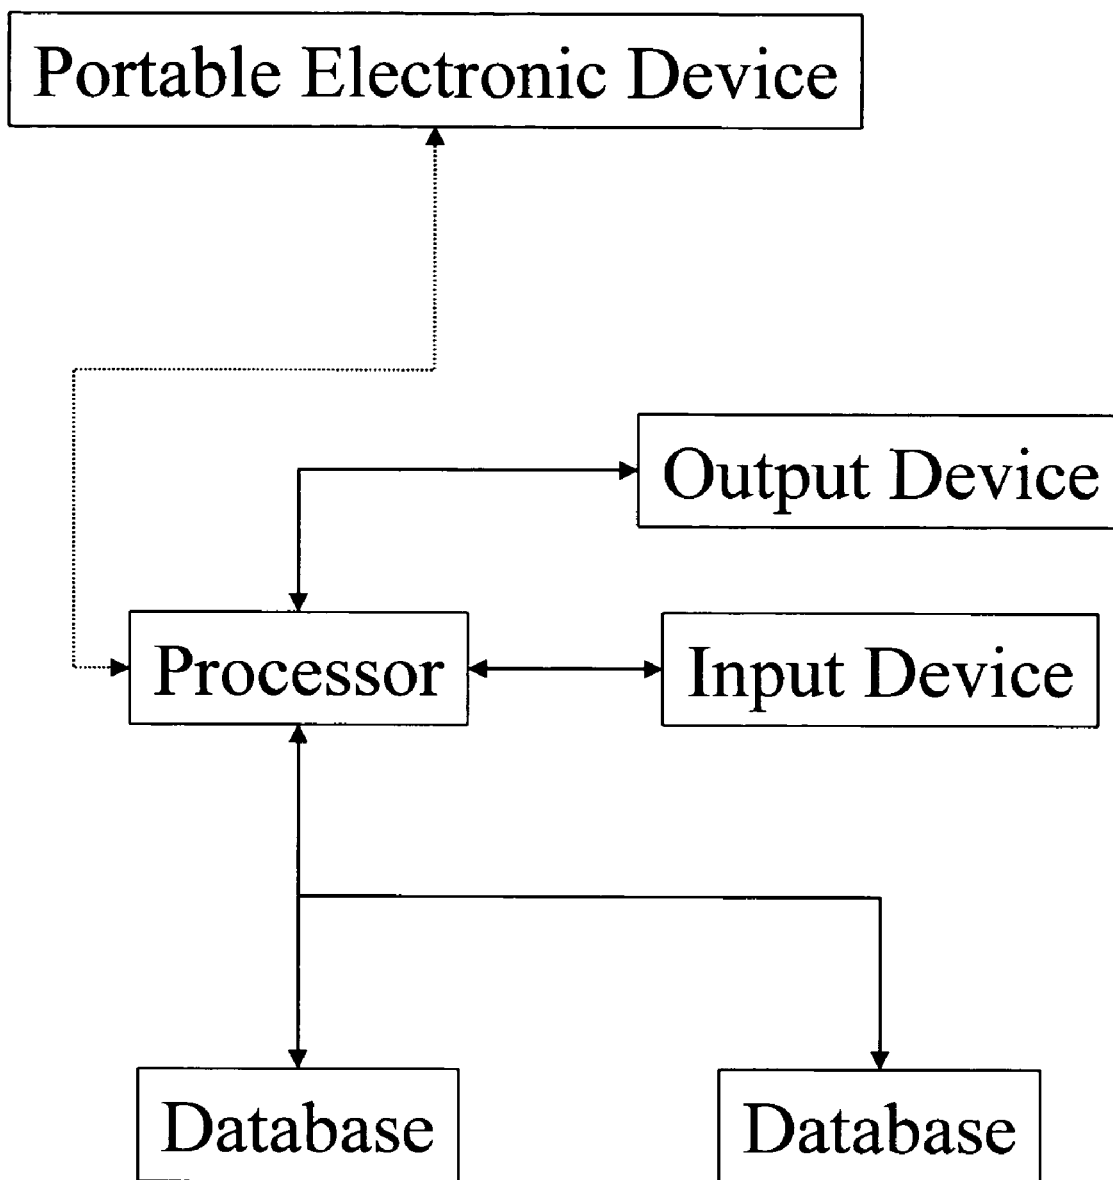 Portable Electronic Device
Output Device
Processor
Input Device
Database
Database